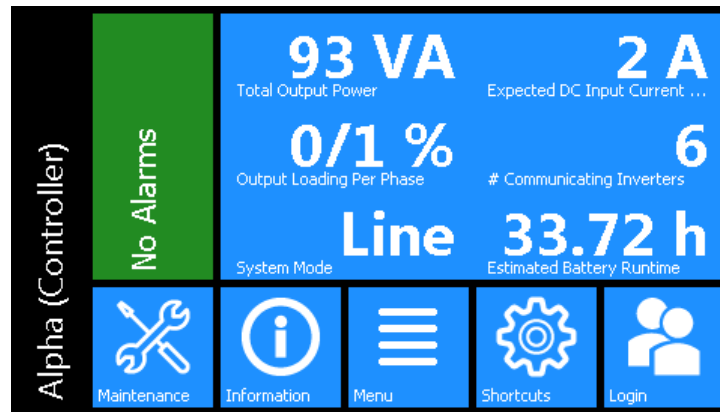 Alpha (Controller)
No Alarms
93 VA
Total Output Power
2 A
Expected DC Input Current ...
0/1 %
Output Loading Per Phase
6
# Communicating Inverters
Line
System Mode
33.72 h
Estimated Battery Runtime
Maintenance
Information
Menu
Shortcuts
Login